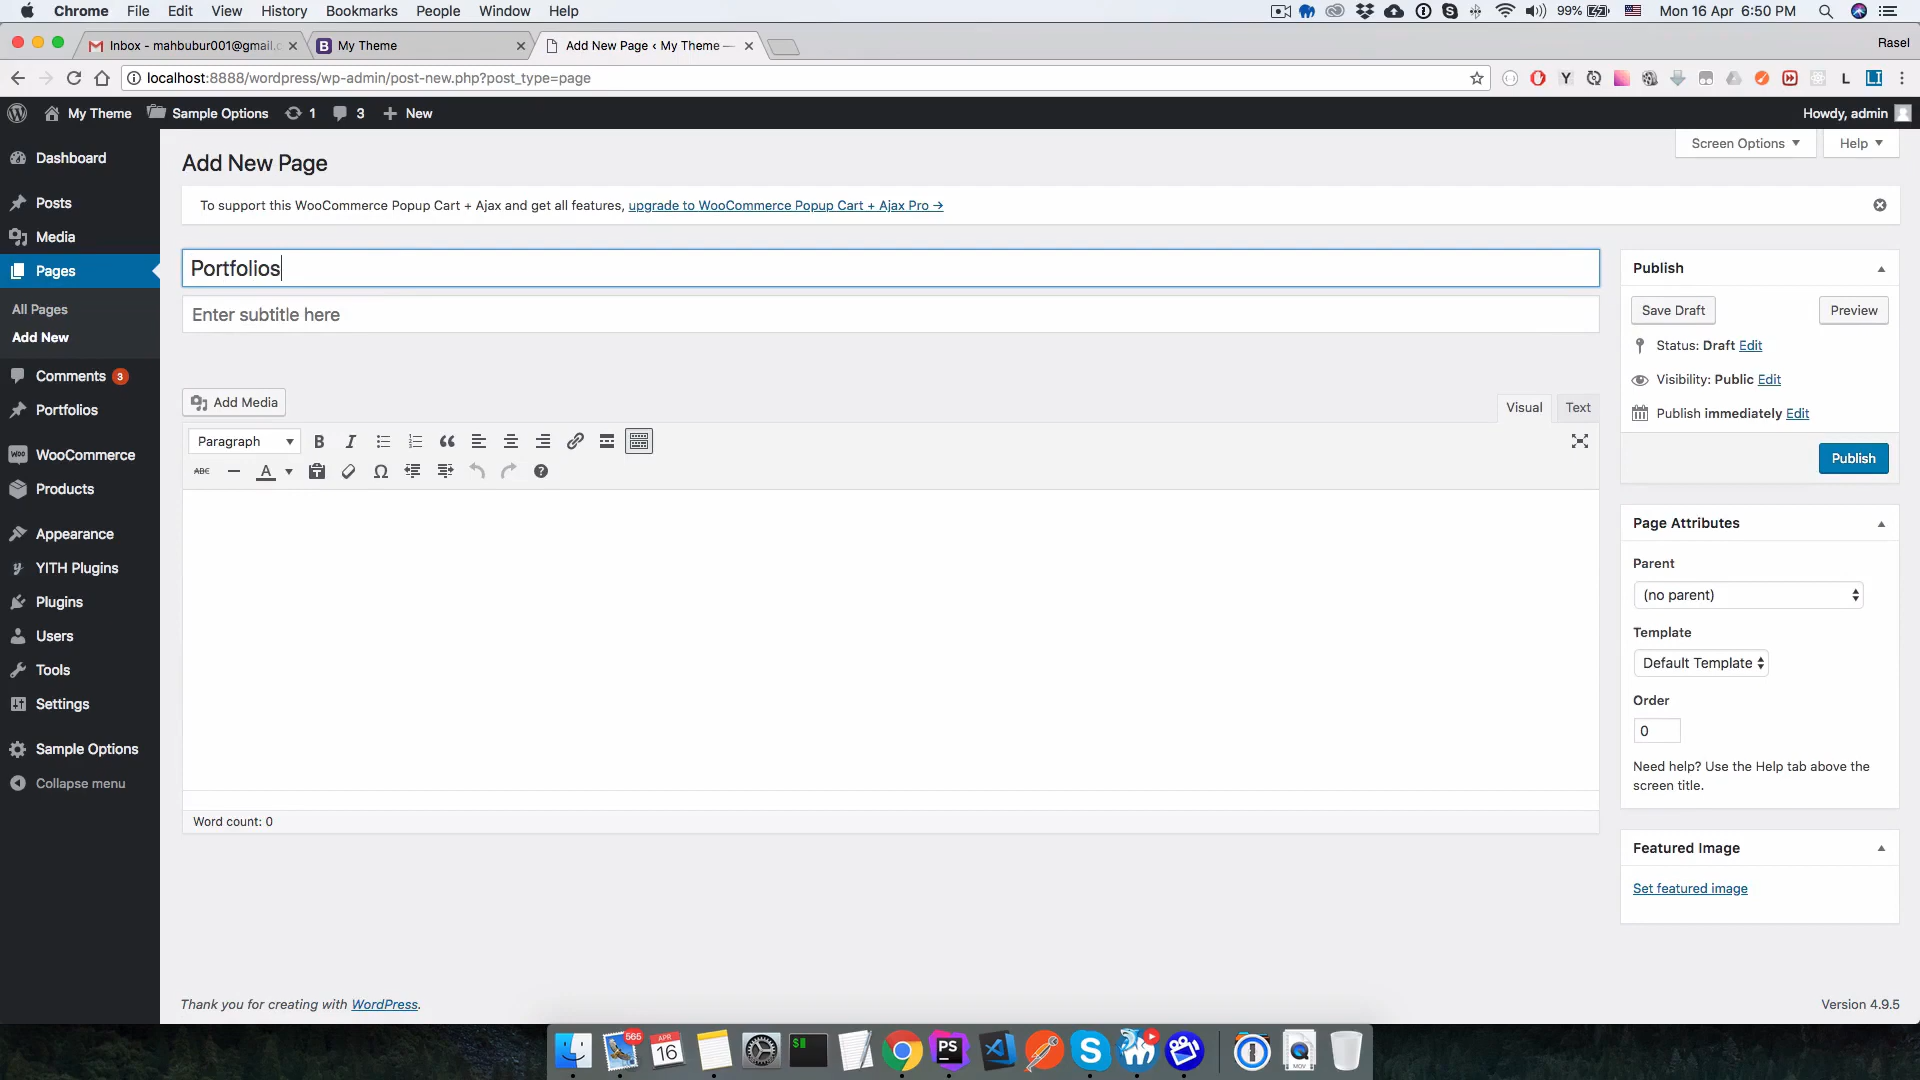 Chrome File Edit View History Bookmarks People Window Help 99% Mon 16 Apr 6:50 PM
Inbox - mahbubur001@gmail.c My Theme Add New Page ‹ My Theme — Rasel
localhost:8888/wordpress/wp-admin/post-new.php?post_type=page
My Theme Sample Options 1 3 New Howdy, admin
Screen Options Help
Dashboard
Posts
Media
Pages
All Pages
Add New
Comments 3
Portfolios
WooCommerce
Products
Appearance
YITH Plugins
Plugins
Users
Tools
Settings
Sample Options
Collapse menu
Add New Page
To support this WooCommerce Popup Cart + Ajax and get all features, upgrade to WooCommerce Popup Cart + Ajax Pro →
Portfolios
Enter subtitle here
Add Media
Visual Text
Paragraph
ABC
Word count: 0
Publish
Save Draft Preview
Status: Draft Edit
Visibility: Public Edit
Publish immediately Edit
Publish
Page Attributes
Parent
(no parent)
Template
Default Template
Order
0
Need help? Use the Help tab above the
screen title.
Featured Image
Set featured image
Thank you for creating with WordPress.
Version 4.9.5
565
APR
16
PS
MOV